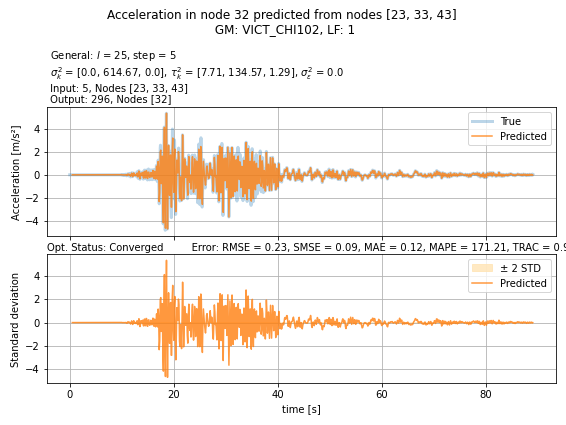 Acceleration in node 32 predicted from nodes [23, 33, 43]
GM: VICT_CHI102, LF: 1
General: l = 25, step = 5
σ²ₖ = [0.0, 614.67, 0.0], τ²ₖ = [7.71, 134.57, 1.29], σ²ε = 0.0
Input: 5, Nodes [23, 33, 43]
Output: 296, Nodes [32]
Acceleration [m/s²]
4
2
0
−2
−4
True
Predicted
Opt. Status: Converged Error: RMSE = 0.23, SMSE = 0.09, MAE = 0.12, MAPE = 171.21, TRAC = 0.9
Standard deviation
4
2
0
−2
−4
± 2 STD
Predicted
0 20 40 60 80
time [s]